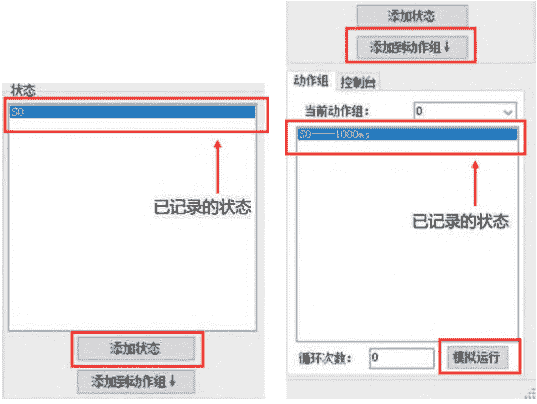 状态
S0
已记录的状态
添加状态
添加到动作组↓
添加状态
添加到动作组↓
动作组 控制台
当前动作组： 0
S0----1000ms
已记录的状态
循环次数： 0 模拟运行